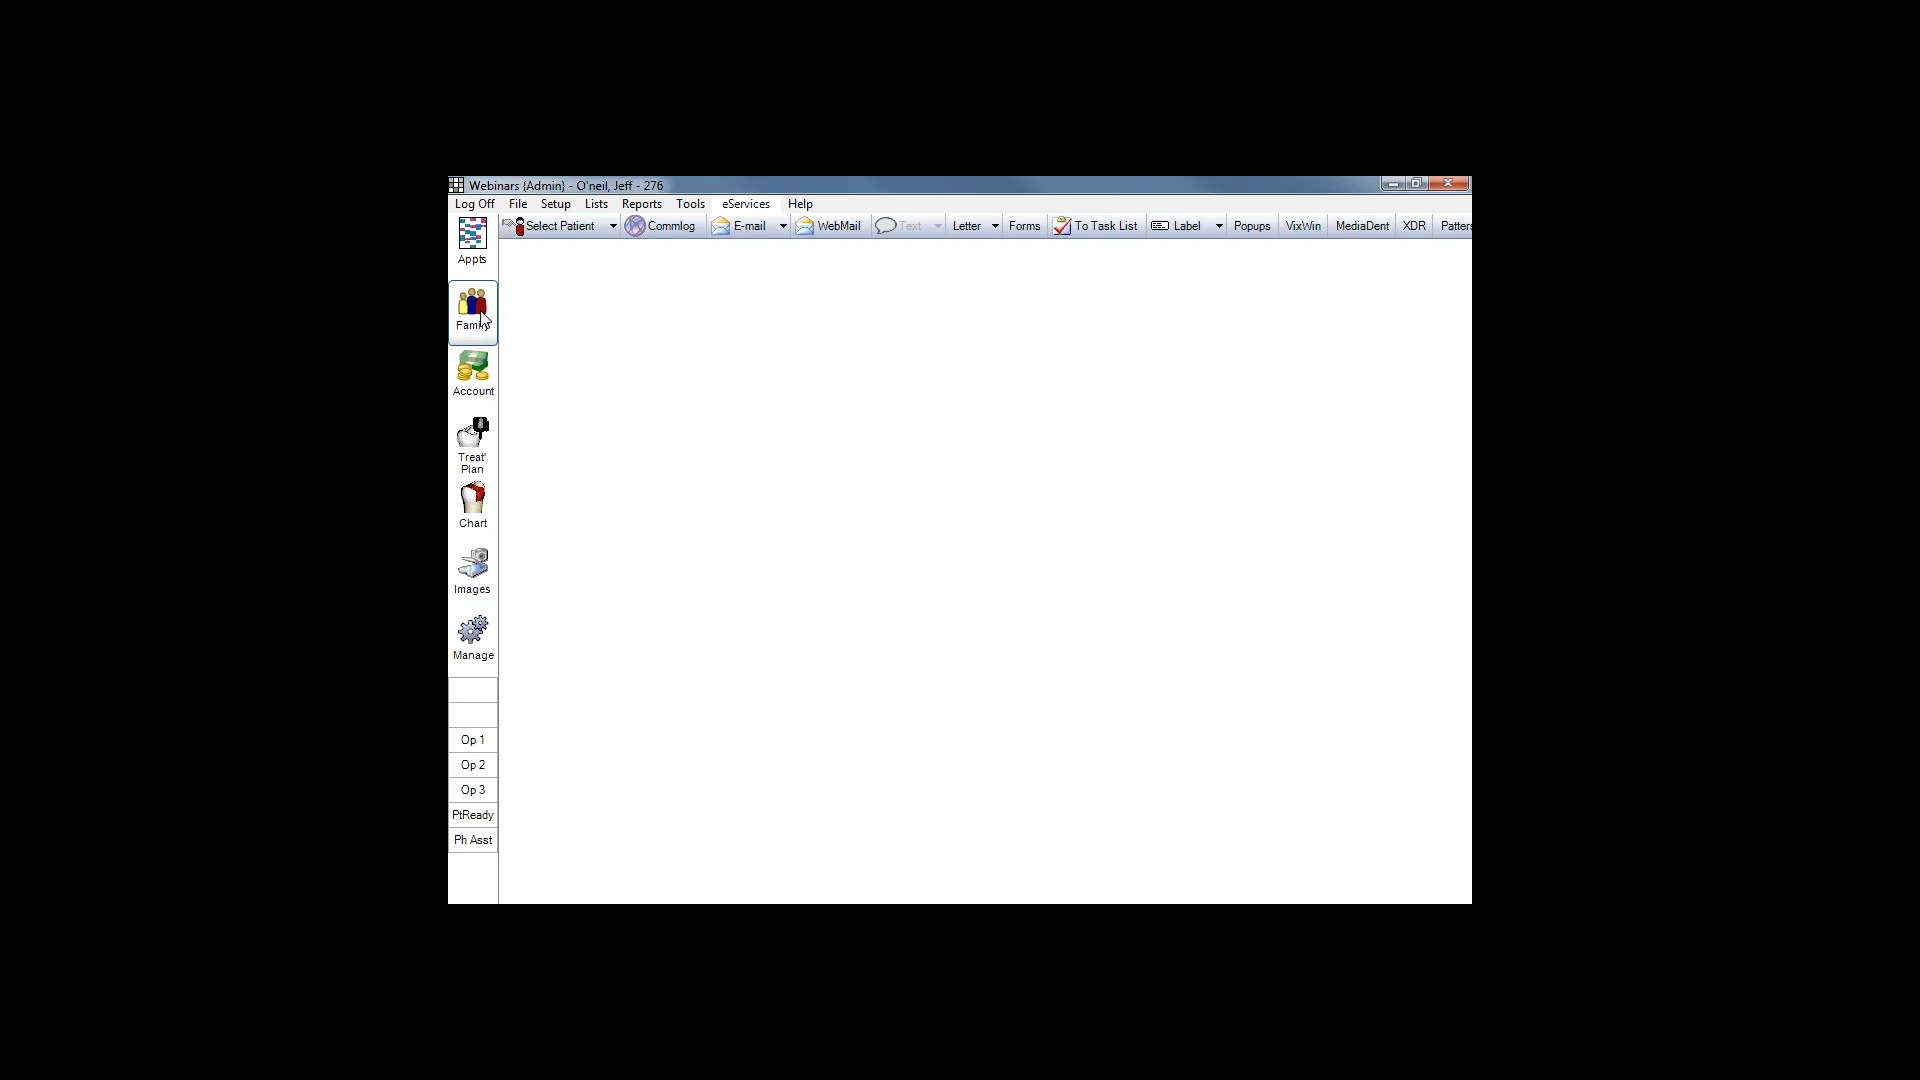 Webinars {Admin} - O'neil, Jeff - 276
Log Off File Setup Lists Reports Tools eServices Help
Select Patient Commlog E-mail WebMail Text Letter Forms To Task List Label Popups VixWin MediaDent XDR Patters
Appts
Family
Account
Treat'
Plan
Chart
Images
Manage
Op 1
Op 2
Op 3
PtReady
Ph Asst